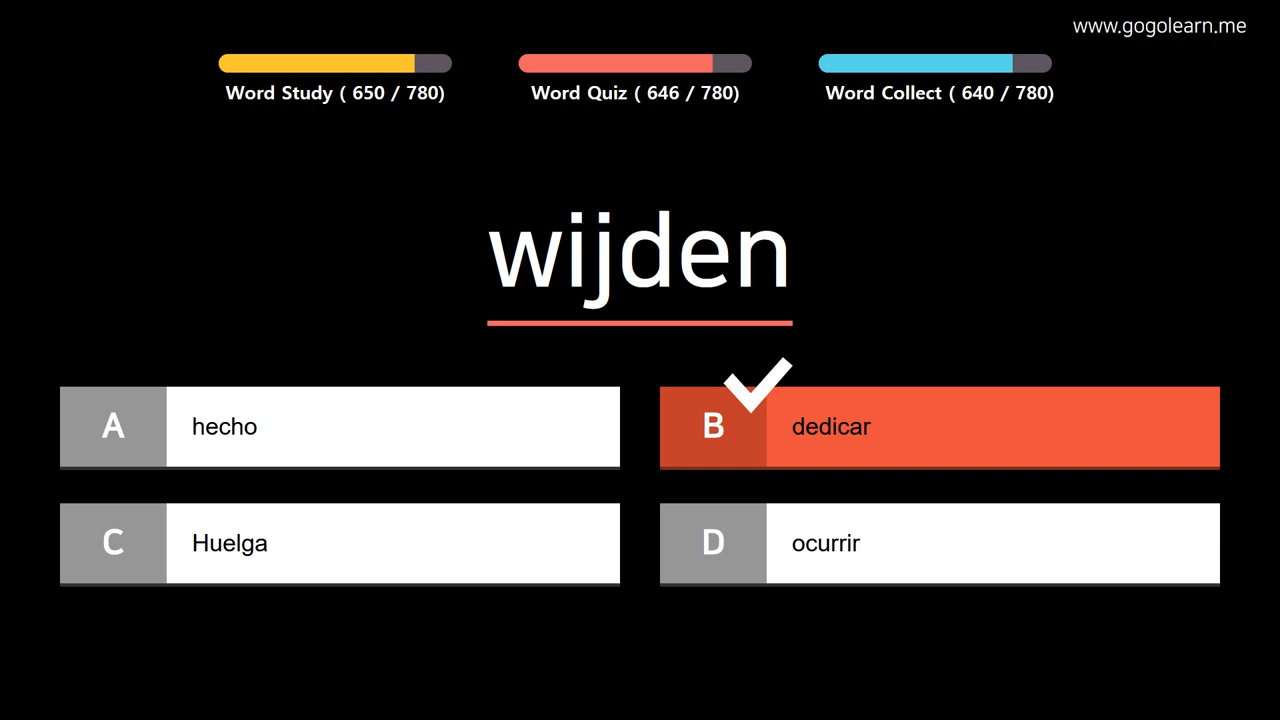 www.gogolearn.me
Word Study ( 650 / 780)
Word Quiz ( 646 / 780)
Word Collect ( 640 / 780)
wijden
A hecho
B dedicar
C Huelga
D ocurrir